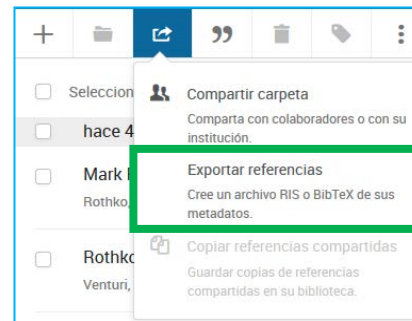 Seleccion
Compartir carpeta
Comparta con colaboradores o con su
institución.
hace 4
Exportar referencias
Cree un archivo RIS o BibTeX de sus
metadatos.
Mark
Rothko,
Copiar referencias compartidas
Guardar copias de referencias
compartidas en su biblioteca.
Rothko
Venturi,